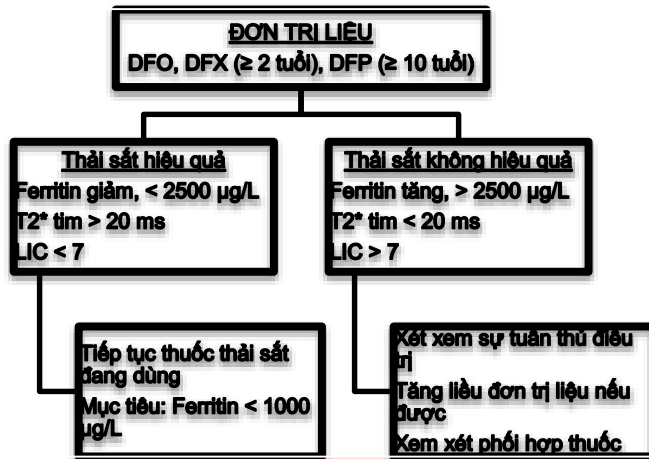 ĐƠN TRỊ LIỆU
DFO, DFX (≥ 2 tuổi), DFP (≥ 10 tuổi)
Thải sắt hiệu quả
Ferritin giảm, < 2500 µg/L
T2* tim > 20 ms
LIC < 7
Thải sắt không hiệu quả
Ferritin tăng, > 2500 µg/L
T2* tim < 20 ms
LIC > 7
Tiếp tục thuốc thải sắt
đang dùng
Mục tiêu: Ferritin < 1000
µg/L
Xét xem sự tuân thủ điều
trị
Tăng liều đơn trị liệu nếu
được
Xem xét phối hợp thuốc